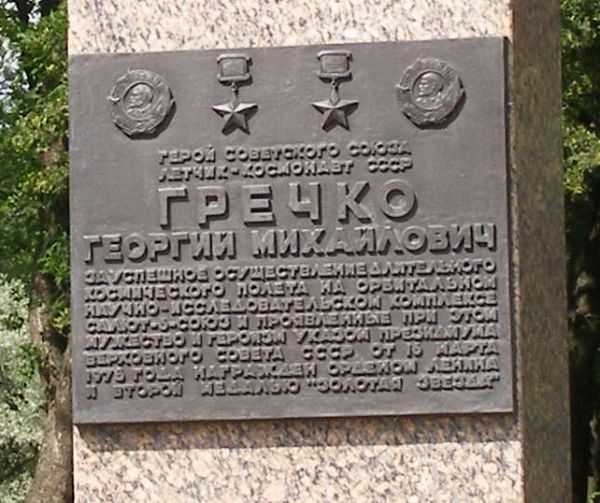 ГЕРОЙ СОВЕТСКОГО СОЮЗА
ЛЕТЧИК-КОСМОНАВТ СССР
ГРЕЧКО
ГЕОРГИЙ МИХАЙЛОВИЧ
ЗА УСПЕШНОЕ ОСУЩЕСТВЛЕНИЕ ДЛИТЕЛЬНОГО
КОСМИЧЕСКОГО ПОЛЕТА НА ОРБИТАЛЬНОМ
НАУЧНО-ИССЛЕДОВАТЕЛЬСКОМ КОМПЛЕКСЕ
САЛЮТ-6-СОЮЗ И ПРОЯВЛЕННЫЕ ПРИ ЭТОМ
МУЖЕСТВО И ГЕРОИЗМ УКАЗОМ ПРЕЗИДИУМА
ВЕРХОВНОГО СОВЕТА СССР ОТ 16 МАРТА
1978 ГОДА НАГРАЖДЕН ОРДЕНОМ ЛЕНИНА
И ВТОРОЙ МЕДАЛЬЮ "ЗОЛОТАЯ ЗВЕЗДА"